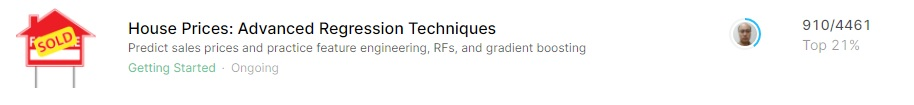 SOLD
House Prices: Advanced Regression Techniques
Predict sales prices and practice feature engineering, RFs, and gradient boosting
Getting Started · Ongoing
910/4461
Top 21%